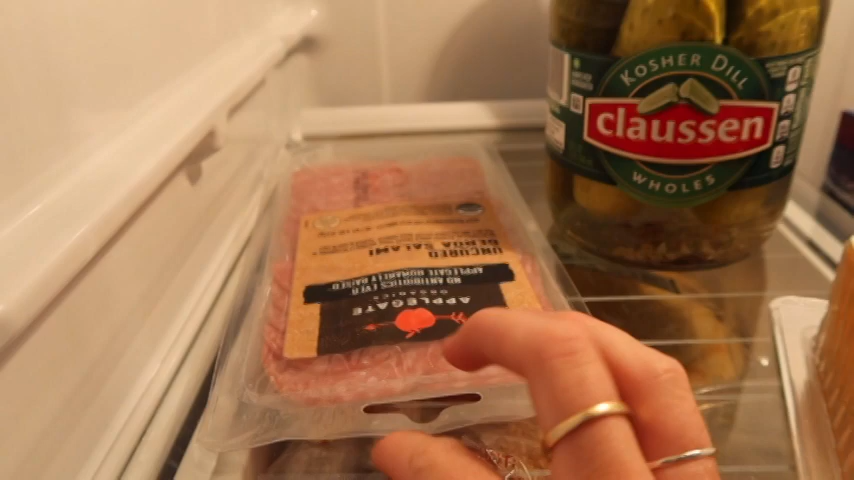 KOSHER DILL
claussen
WHOLES
APPLEGATE
ORGANICS
NO ANTIBIOTICS EVER
APPLEGATE HUMANELY RAISED
UNCURED
GENOA SALAMI